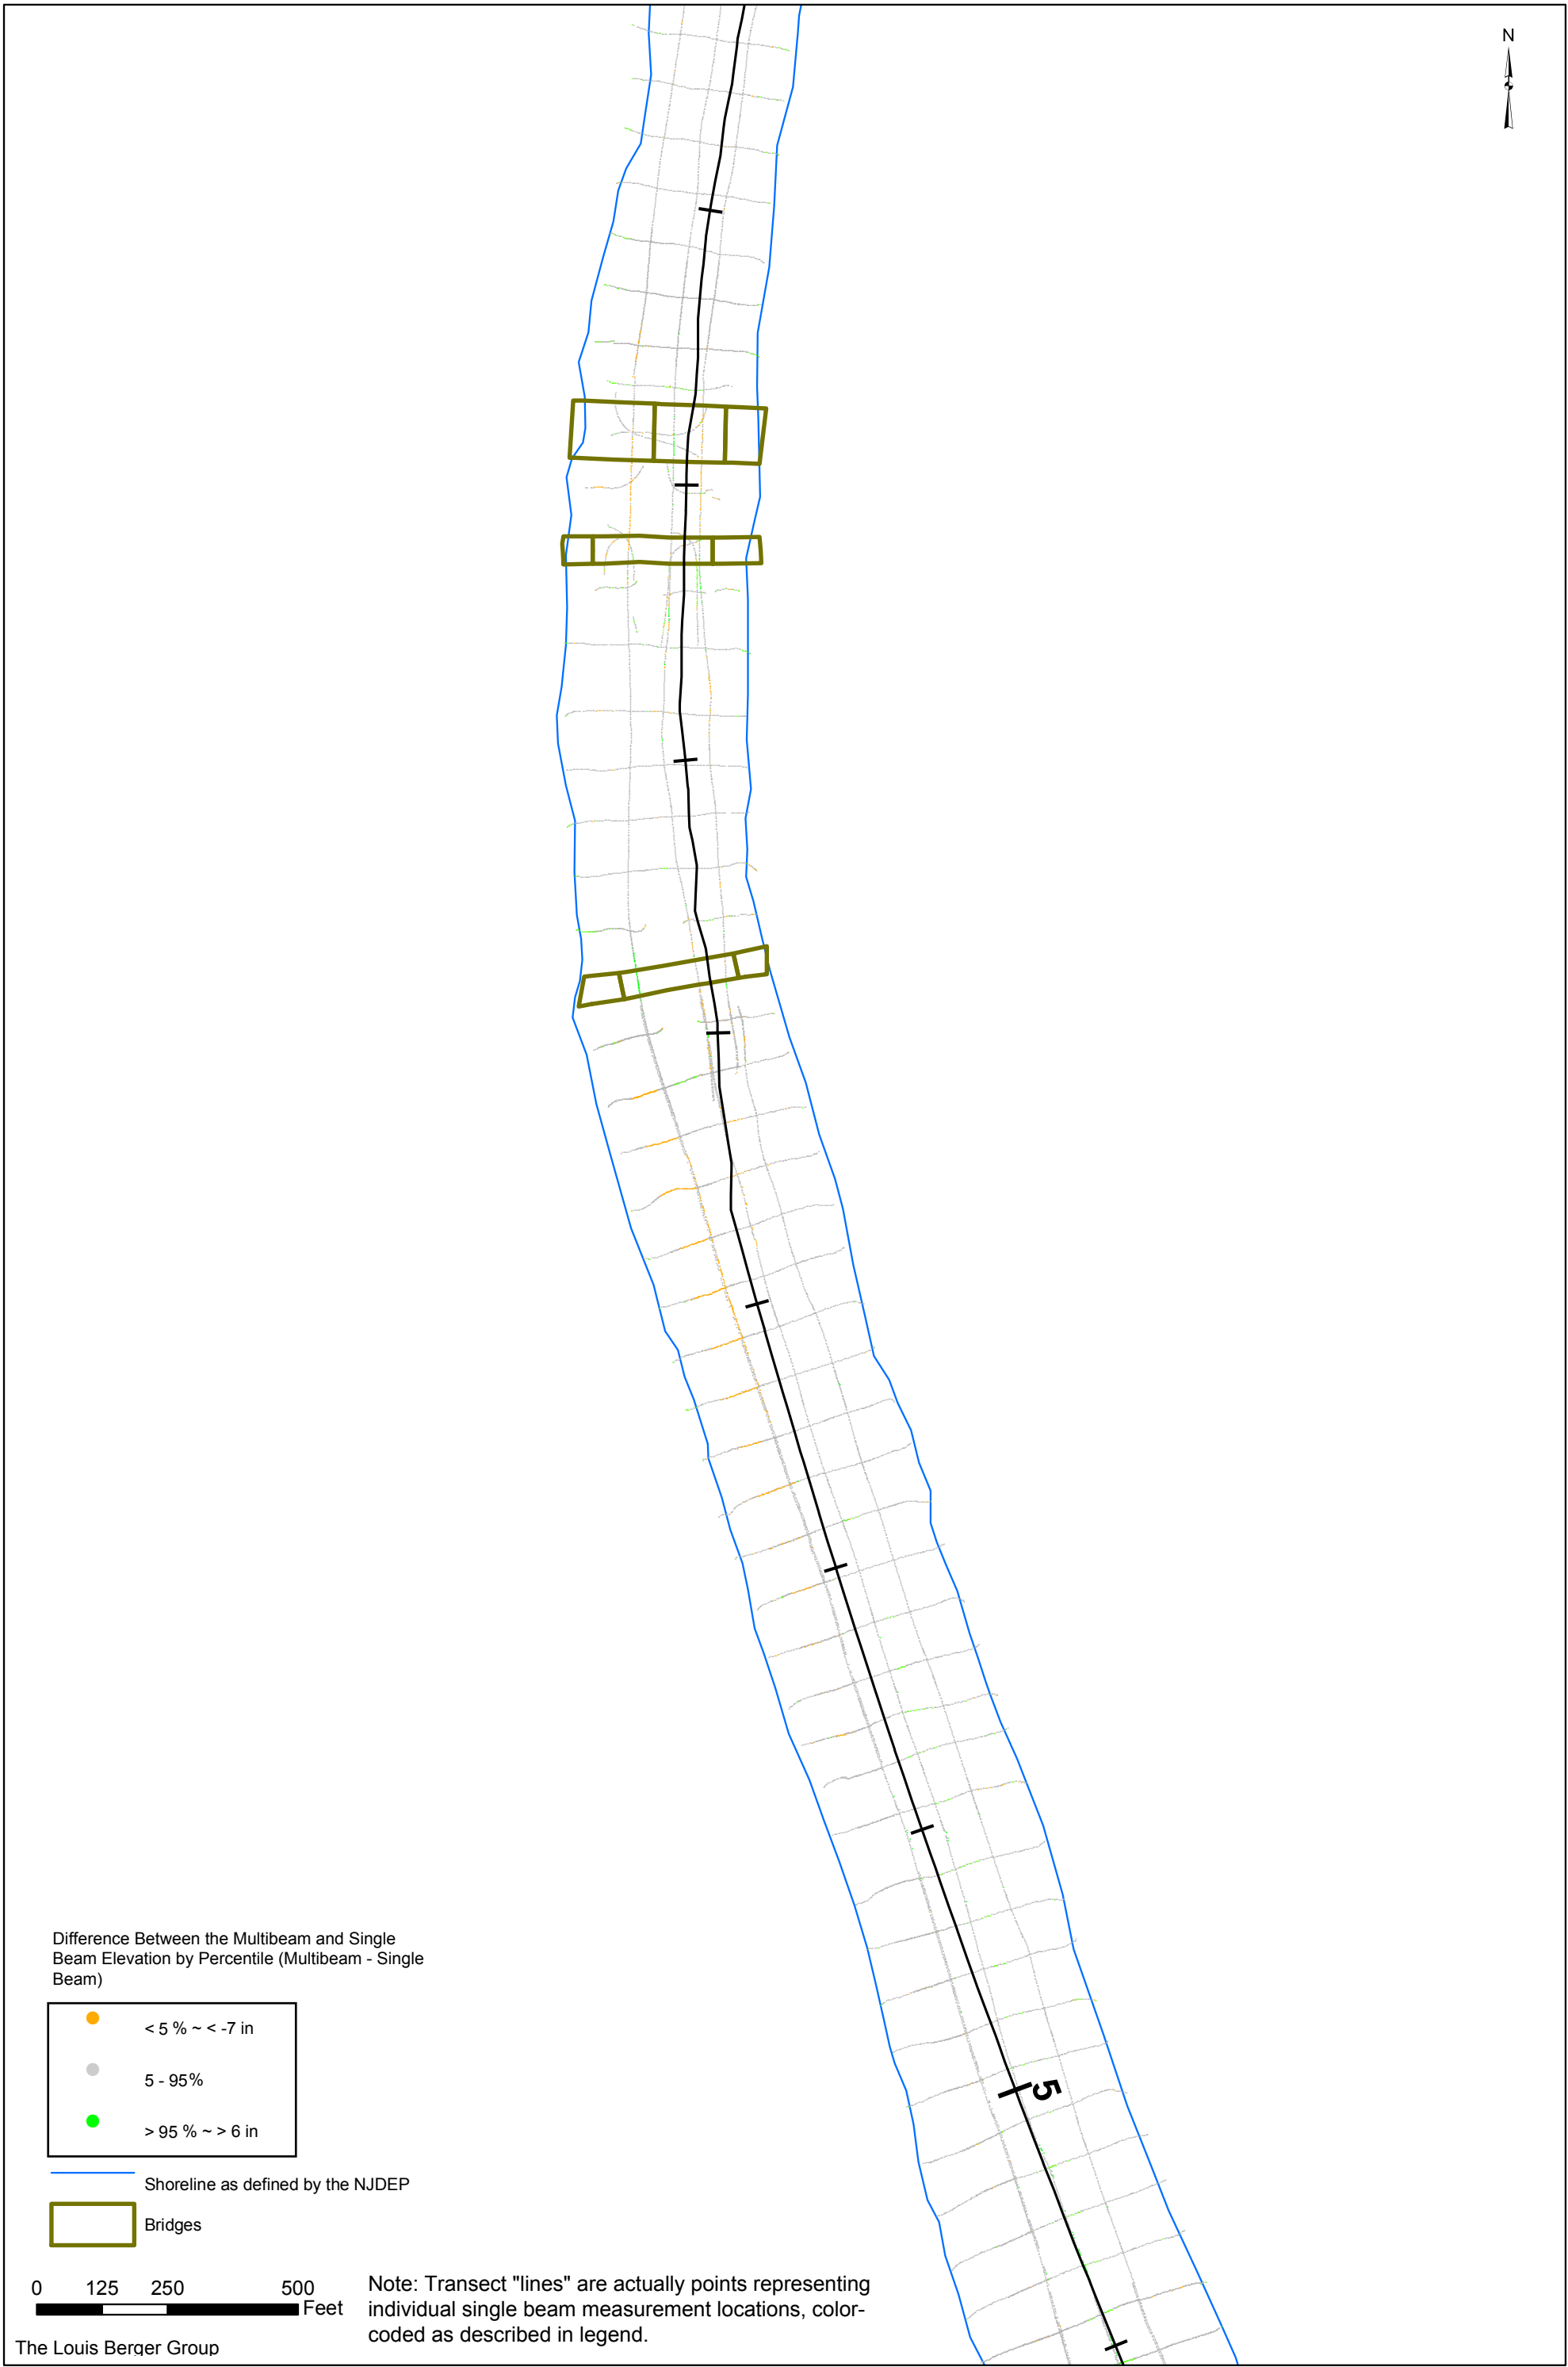 N
5
Difference Between the Multibeam and Single
Beam Elevation by Percentile (Multibeam - Single
Beam)
< 5 % ~ < -7 in
5 - 95%
> 95 % ~ > 6 in
Shoreline as defined by the NJDEP
Bridges
0 125 250 500
Feet
Note: Transect "lines" are actually points representing
individual single beam measurement locations, color-
coded as described in legend.
The Louis Berger Group